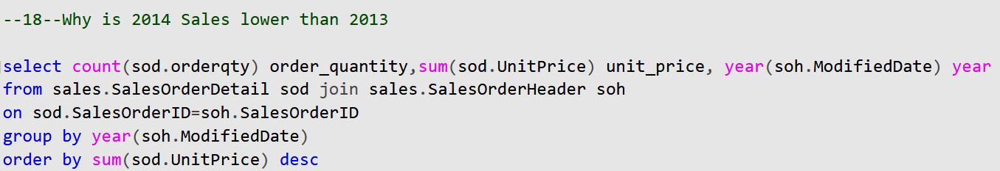 --18--Why is 2014 Sales lower than 2013
select count(sod.orderqty) order_quantity,sum(sod.UnitPrice) unit_price, year(soh.ModifiedDate) year
from sales.SalesOrderDetail sod join sales.SalesOrderHeader soh
on sod.SalesOrderID=soh.SalesOrderID
group by year(soh.ModifiedDate)
order by sum(sod.UnitPrice) desc